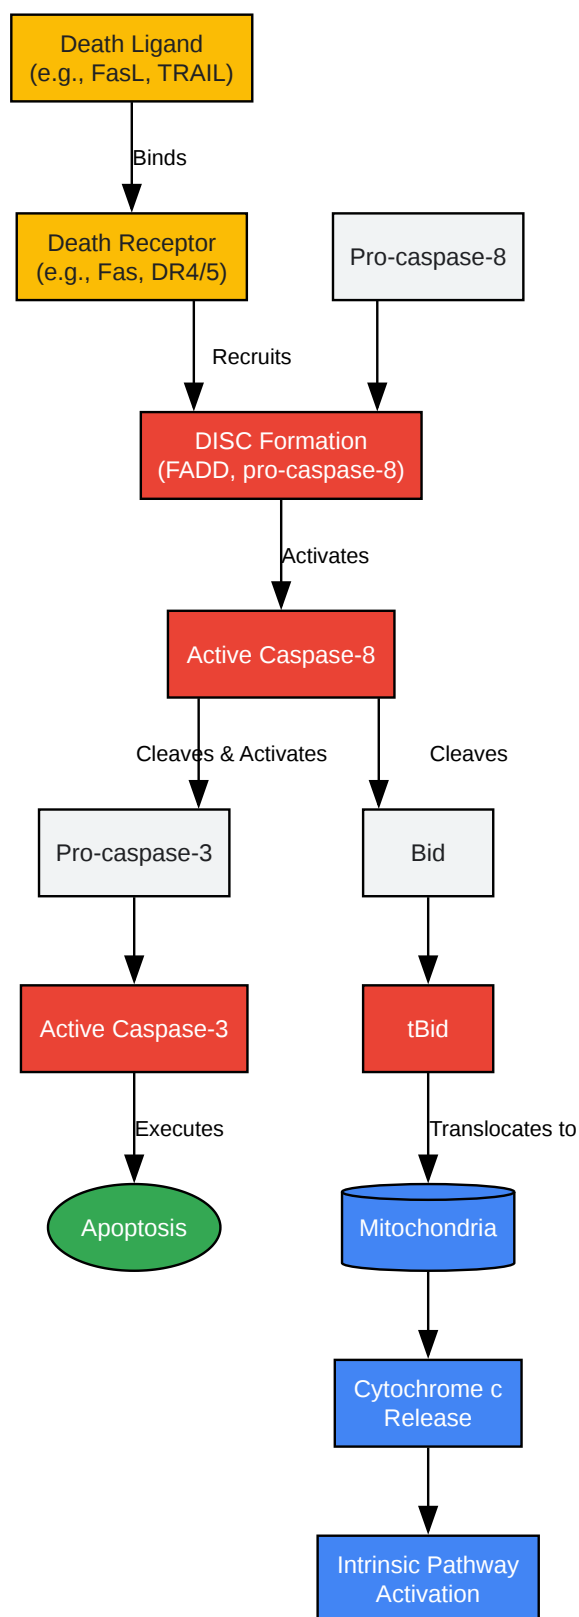 Death Ligand
(e.g., FasL, TRAIL)
Binds
Death Receptor
(e.g., Fas, DR4/5)
Pro-caspase-8
Recruits
DISC Formation
(FADD, pro-caspase-8)
Activates
Active Caspase-8
Cleaves & Activates
Cleaves
Pro-caspase-3
Bid
Active Caspase-3
tBid
Executes
Translocates to
Apoptosis
Mitochondria
Cytochrome c
Release
Intrinsic Pathway
Activation